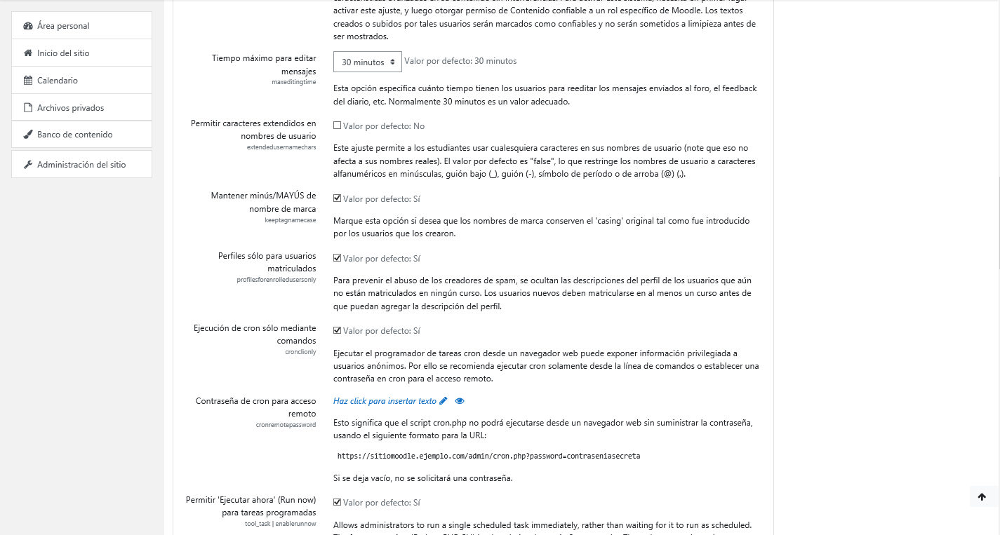 Área personal
Inicio del sitio
Calendario
Archivos privados
Banco de contenido
Administración del sitio
activar este ajuste, y luego otorgar permiso de Contenido confiable a un rol específico de Moodle. Los textos
creados o subidos por tales usuarios serán marcados como confiables y no serán sometidos a limipieza antes de
ser mostrados.
Tiempo máximo para editar
mensajes
maxeditingtime
30 minutos Valor por defecto: 30 minutos
Esta opción especifica cuánto tiempo tienen los usuarios para reeditar los mensajes enviados al foro, el feedback
del diario, etc. Normalmente 30 minutos es un valor adecuado.
Permitir caracteres extendidos en
nombres de usuario
extendedusernamechars
Valor por defecto: No
Este ajuste permite a los estudiantes usar cualesquiera caracteres en sus nombres de usuario (note que eso no
afecta a sus nombres reales). El valor por defecto es "false", lo que restringe los nombres de usuario a caracteres
alfanuméricos en minúsculas, guión bajo (_), guión (-), símbolo de período o de arroba (@) (.).
Mantener minús/MAYÚS de
nombre de marca
keeptagnamecase
Valor por defecto: Sí
Marque esta opción si desea que los nombres de marca conserven el 'casing' original tal como fue introducido
por los usuarios que los crearon.
Perfiles sólo para usuarios
matriculados
profilesforenrolledusersonly
Valor por defecto: Sí
Para prevenir el abuso de los creadores de spam, se ocultan las descripciones del perfil de los usuarios que aún
no están matriculados en ningún curso. Los usuarios nuevos deben matricularse en al menos un curso antes de
que puedan agregar la descripción del perfil.
Ejecución de cron sólo mediante
comandos
cronclionly
Valor por defecto: Sí
Ejecutar el programador de tareas cron desde un navegador web puede exponer información privilegiada a
usuarios anónimos. Por ello se recomienda ejecutar cron solamente desde la línea de comandos o establecer una
contraseña en cron para el acceso remoto.
Contraseña de cron para acceso
remoto
cronremotepassword
Haz click para insertar texto
Esto significa que el script cron.php no podrá ejecutarse desde un navegador web sin suministrar la contraseña,
usando el siguiente formato para la URL:
https://sitiomoodle.ejemplo.com/admin/cron.php?password=contraseniasecreta
Si se deja vacío, no se solicitará una contraseña.
Permitir 'Ejecutar ahora' (Run now)
para tareas programadas
tool_task | enablerunnow
Valor por defecto: Sí
Allows administrators to run a single scheduled task immediately, rather than waiting for it to run as scheduled.